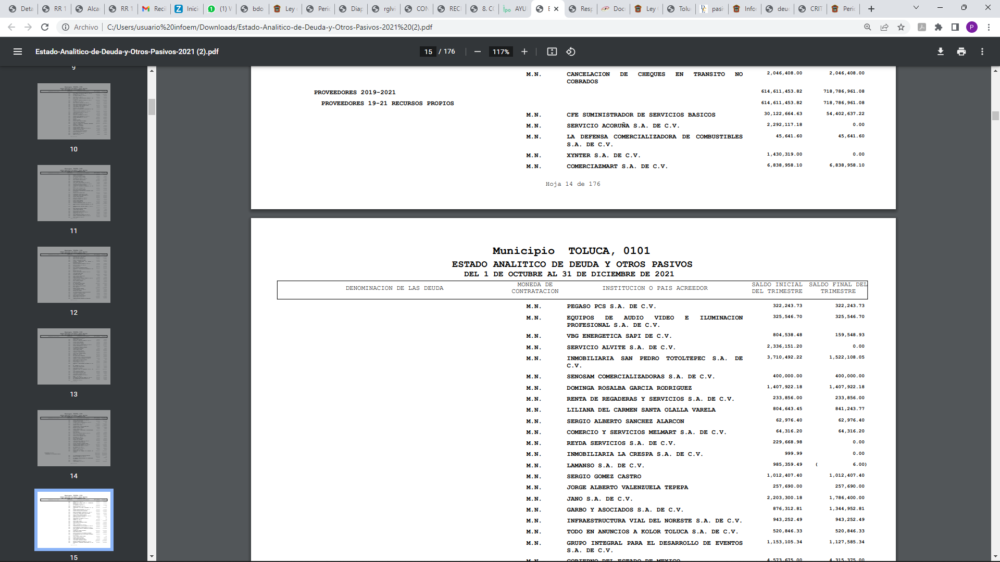 Deta
RR T
Alca
RR T
Reci
Inici
(1) W
bdo
Ley
Peri
Diap
rglvi
CON
REC
8. CC
AYU
E
Resp
Doc
Ley
Tolu
pasi
Info
deu
CRIT
Peri
Archivo
C:/Users/usuario%20infoem/Downloads/Estado-Analitico-de-Deuda-y-Otros-Pasivos-2021%20(2).pdf
P
Estado-Analitico-de-Deuda-y-Otros-Pasivos-2021 (2).pdf
15 / 176
117%
9
10
11
12
13
14
15
M.N. CANCELACION DE CHEQUES EN TRANSITO NO 2,046,408.00 2,046,408.00
COBRADOS
PROVEEDORES 2019-2021 614,611,453.82 718,786,961.08
PROVEEDORES 19-21 RECURSOS PROPIOS 614,611,453.82 718,786,961.08
M.N. CFE SUMINISTRADOR DE SERVICIOS BASICOS 30,122,664.63 54,402,637.22
M.N. SERVICIO ACORUÑA S.A. DE C.V. 2,292,117.18 0.00
M.N. LA DEFENSA COMERCIALIZADORA DE COMBUSTIBLES 45,641.60 45,641.60
S.A. DE C.V.
M.N. XYNTER S.A. DE C.V. 1,430,319.00 0.00
M.N. COMERCIAZMART S.A. DE C.V. 6,838,958.10 6,838,958.10
Hoja 14 de 176
Municipio TOLUCA, 0101
ESTADO ANALITICO DE DEUDA Y OTROS PASIVOS
DEL 1 DE OCTUBRE AL 31 DE DICIEMBRE DE 2021
DENOMINACION DE LAS DEUDA
MONEDA DE
CONTRATACION
INSTITUCION O PAIS ACREEDOR
SALDO INICIAL
DEL TRIMESTRE
SALDO FINAL DEL
TRIMESTRE
M.N. PEGASO PCS S.A. DE C.V. 322,243.73 322,243.73
M.N. EQUIPOS DE AUDIO VIDEO E ILUMINACION 325,546.70 325,546.70
PROFESIONAL S.A. DE C.V.
M.N. VBG ENERGETICA SAPI DE C.V. 804,538.48 159,548.93
M.N. SERVICIO ALVITE S.A. DE C.V. 2,336,151.20 0.00
M.N. INMOBILIARIA SAN PEDRO TOTOLTEPEC S.A. DE 3,710,492.22 1,522,108.05
C.V.
M.N. SENOSAM COMERCIALIZADORAS S.A. DE C.V. 400,000.00 400,000.00
M.N. DOMINGA ROSALBA GARCIA RODRIGUEZ 1,407,922.18 1,407,922.18
M.N. RENTA DE REGADERAS Y SERVICIOS S.A. DE C.V. 233,856.00 233,856.00
M.N. LILIANA DEL CARMEN SANTA OLALLA VARELA 804,643.45 841,243.77
M.N. SERGIO ALBERTO SANCHEZ ALARCON 62,976.40 62,976.40
M.N. COMERCIO Y SERVICIOS MELMART S.A. DE C.V. 64,316.20 64,316.20
M.N. REYDA SERVICIOS S.A. DE C.V. 229,668.98 0.00
M.N. INMOBILIARIA LA CRESPA S.A. DE C.V. 999.99 0.00
M.N. LAMANSO S.A. DE C.V. 985,359.49 ( 6.00)
M.N. SERGIO GOMEZ CASTRO 1,012,407.40 1,012,407.40
M.N. JORGE ALBERTO VALENZUELA TEPEPA 257,690.00 257,690.00
M.N. JANO S.A. DE C.V. 2,203,300.18 1,786,400.00
M.N. GARBO Y ASOCIADOS S.A. DE C.V. 876,312.81 1,344,952.81
M.N. INFRAESTRUCTURA VIAL DEL NORESTE S.A. DE C.V. 943,252.49 943,252.49
M.N. TODO EN ANUNCIOS A KOLOR TOLUCA S.A. DE C.V. 520,846.33 520,846.33
M.N. GRUPO INTEGRAL PARA EL DESARROLLO DE EVENTOS 1,153,105.34 1,127,585.34
S.A. DE C.V.
M.N. GOBIERNO DEL ESTADO DE MEXICO 4,573,675.00 4,315,375.00